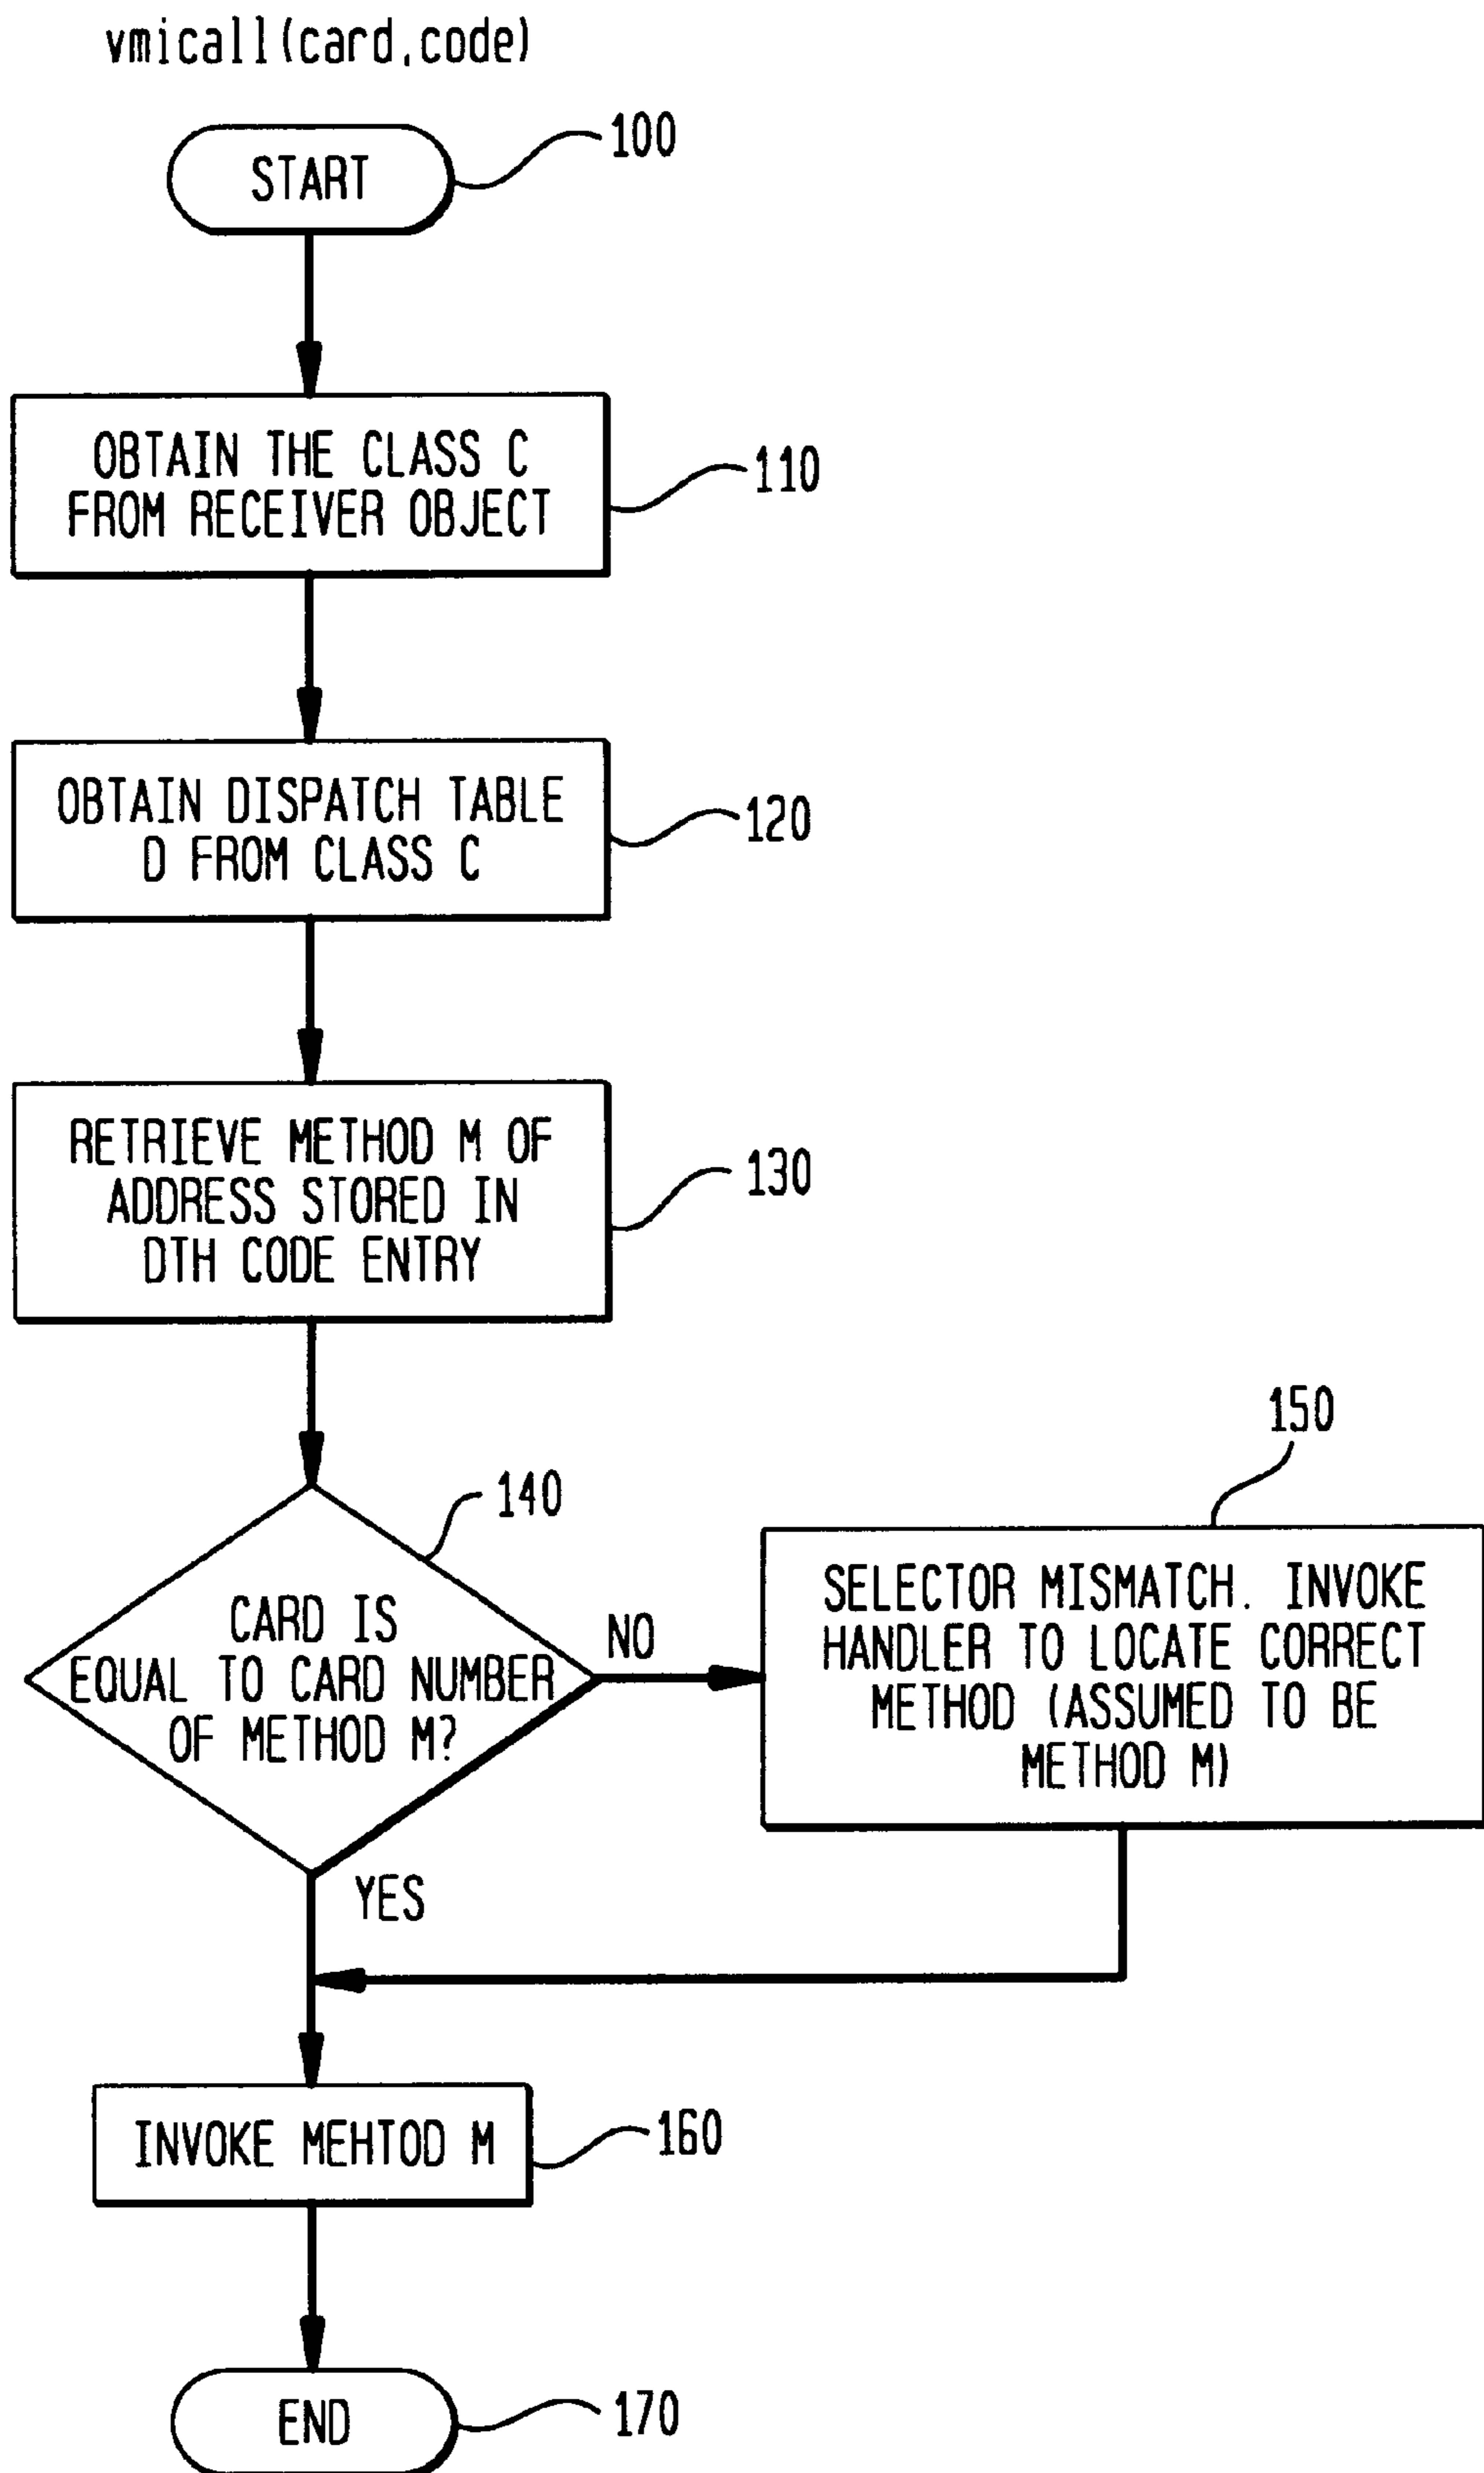 vmicall(card,code)
START
100
OBTAIN THE CLASS C
FROM RECEIVER OBJECT
110
OBTAIN DISPATCH TABLE
D FROM CLASS C
120
RETRIEVE METHOD M OF
ADDRESS STORED IN
DTH CODE ENTRY
130
140
CARD IS
EQUAL TO CARD NUMBER
OF METHOD M?
NO
YES
150
SELECTOR MISMATCH. INVOKE
HANDLER TO LOCATE CORRECT
METHOD (ASSUMED TO BE
METHOD M)
INVOKE MEHTOD M
160
END
170